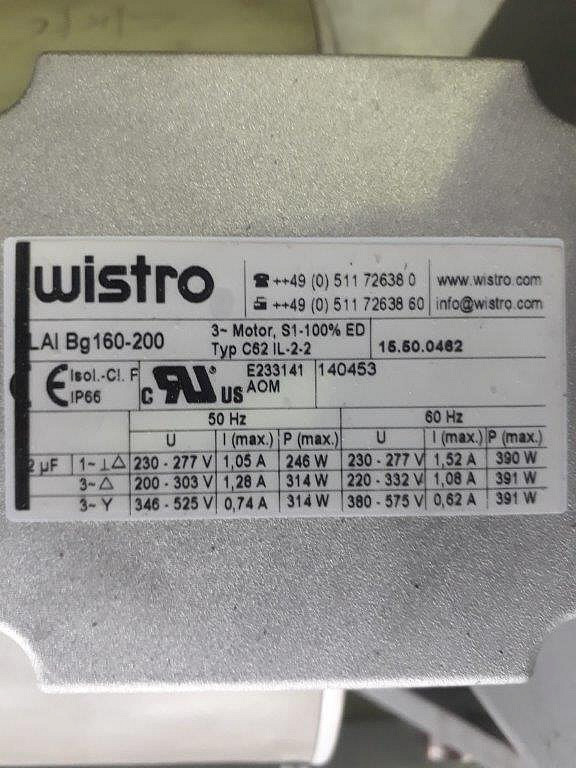 wistro
☎ ++49 (0) 511 72638 0
++49 (0) 511 72638 60
www.wistro.com
info@wistro.com
LAI Bg160-200
3~ Motor, S1-100% ED
Typ C62 IL-2-2
15.50.0462
CE Isol.-Cl. F
IP66
c RU US
E233141
AOM
140453
50 Hz 60 Hz
U I (max.) P (max.) U I (max.) P (max.)
2 µF 1~ ⊥ △ 230 - 277 V 1,05 A 246 W 230 - 277 V 1,52 A 390 W
3~ △ 200 - 303 V 1,28 A 314 W 220 - 332 V 1,08 A 391 W
3~ Y 346 - 525 V 0,74 A 314 W 380 - 575 V 0,62 A 391 W